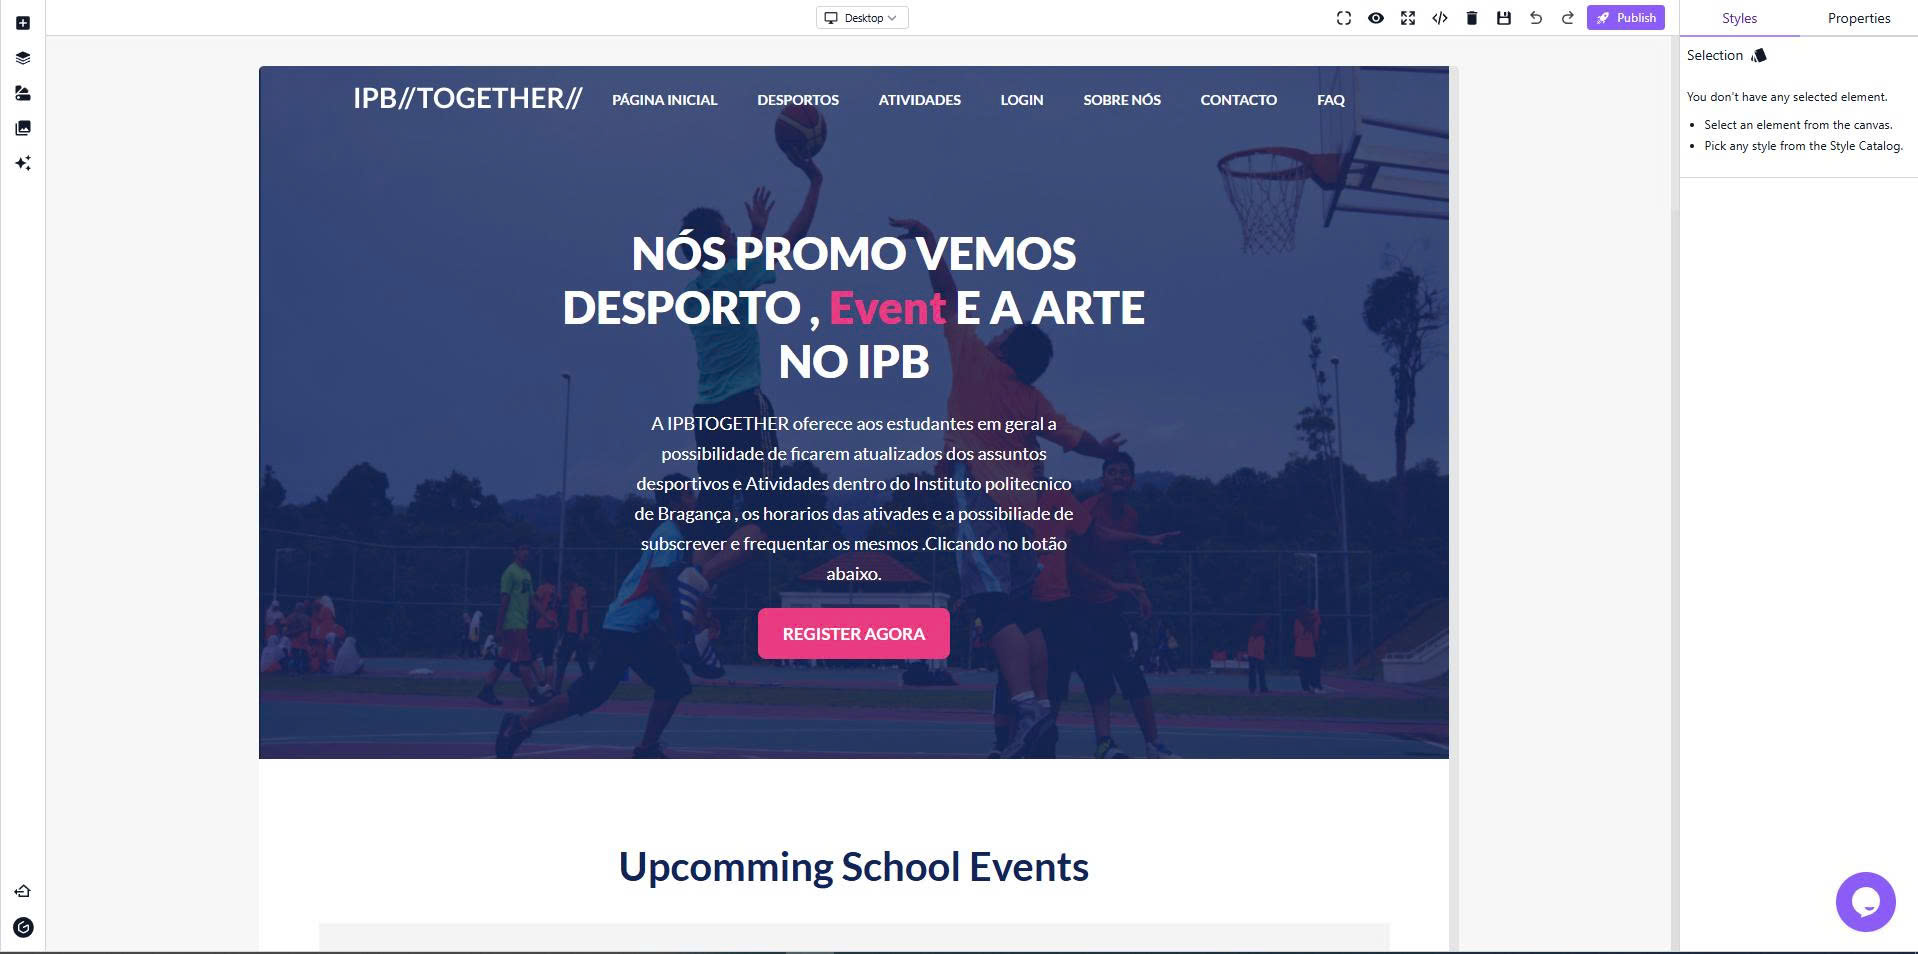 Desktop
Publish
Styles
Properties
Selection
You don't have any selected element.
• Select an element from the canvas.
• Pick any style from the Style Catalog.
IPB//TOGETHER//
PÁGINA INICIAL
DESPORTOS
ATIVIDADES
LOGIN
SOBRE NÓS
CONTACTO
FAQ
NÓS PROMO VEMOS
DESPORTO , Event E A ARTE
NO IPB
A IPBTOGETHER oferece aos estudantes em geral a
possibilidade de ficarem atualizados dos assuntos
desportivos e Atividades dentro do Instituto politecnico
de Bragança , os horarios das ativades e a possibiliade de
subscrever e frequentar os mesmos .Clicando no botão
abaixo.
REGISTER AGORA
Upcomming School Events